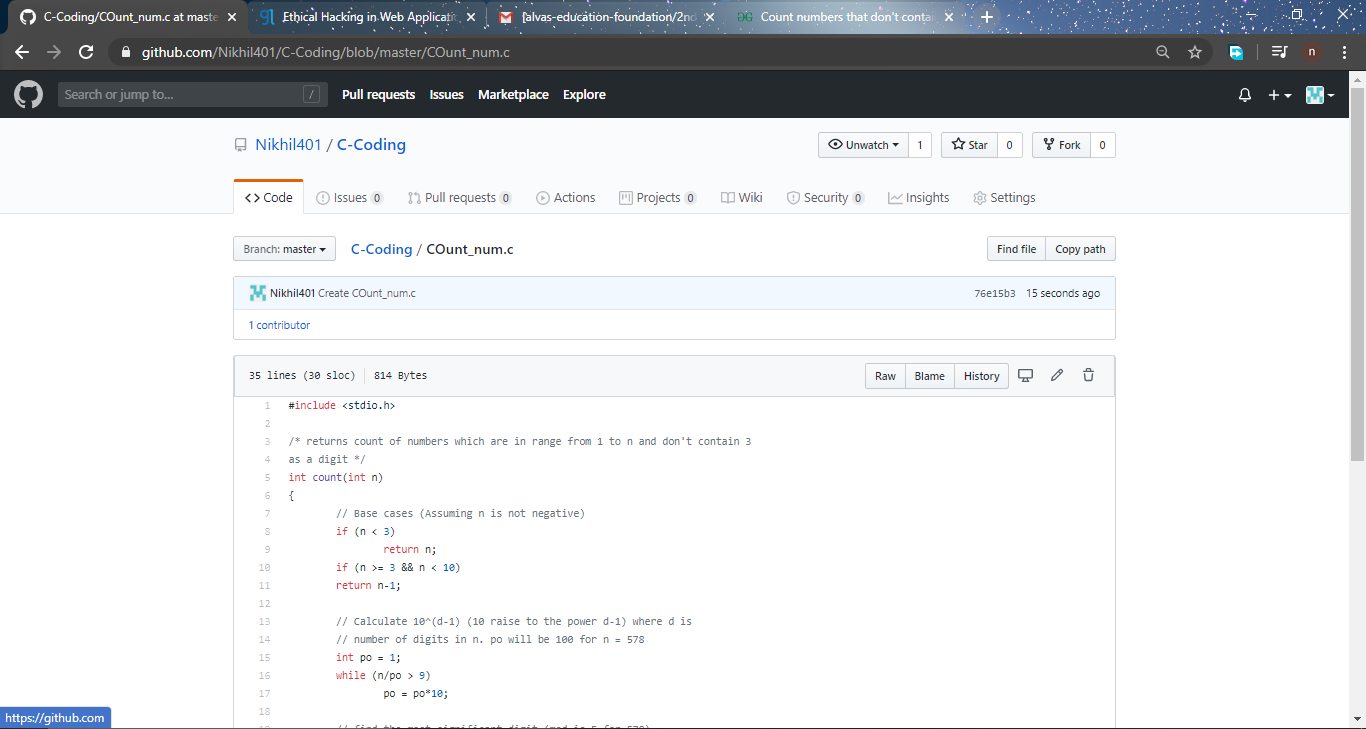 C-Coding/COunt_num.c at maste
Ethical Hacking in Web Applicati
[alvas-education-foundation/2nd
Count numbers that don't conta
github.com/Nikhil401/C-Coding/blob/master/COunt_num.c
n
Search or jump to...
/
Pull requests Issues Marketplace Explore
Nikhil401 / C-Coding
Unwatch 1 Star 0 Fork 0
<> Code Issues 0 Pull requests 0 Actions Projects 0 Wiki Security 0 Insights Settings
Branch: master C-Coding / COunt_num.c Find file Copy path
Nikhil401 Create COunt_num.c 76e15b3 15 seconds ago
1 contributor
35 lines (30 sloc) 814 Bytes Raw Blame History
1 #include <stdio.h>
2
3 /* returns count of numbers which are in range from 1 to n and don't contain 3
4 as a digit */
5 int count(int n)
6 {
7 // Base cases (Assuming n is not negative)
8 if (n < 3)
9 return n;
10 if (n >= 3 && n < 10)
11 return n-1;
12
13 // Calculate 10^(d-1) (10 raise to the power d-1) where d is
14 // number of digits in n. po will be 100 for n = 578
15 int po = 1;
16 while (n/po > 9)
17 po = po*10;
18
https://github.com